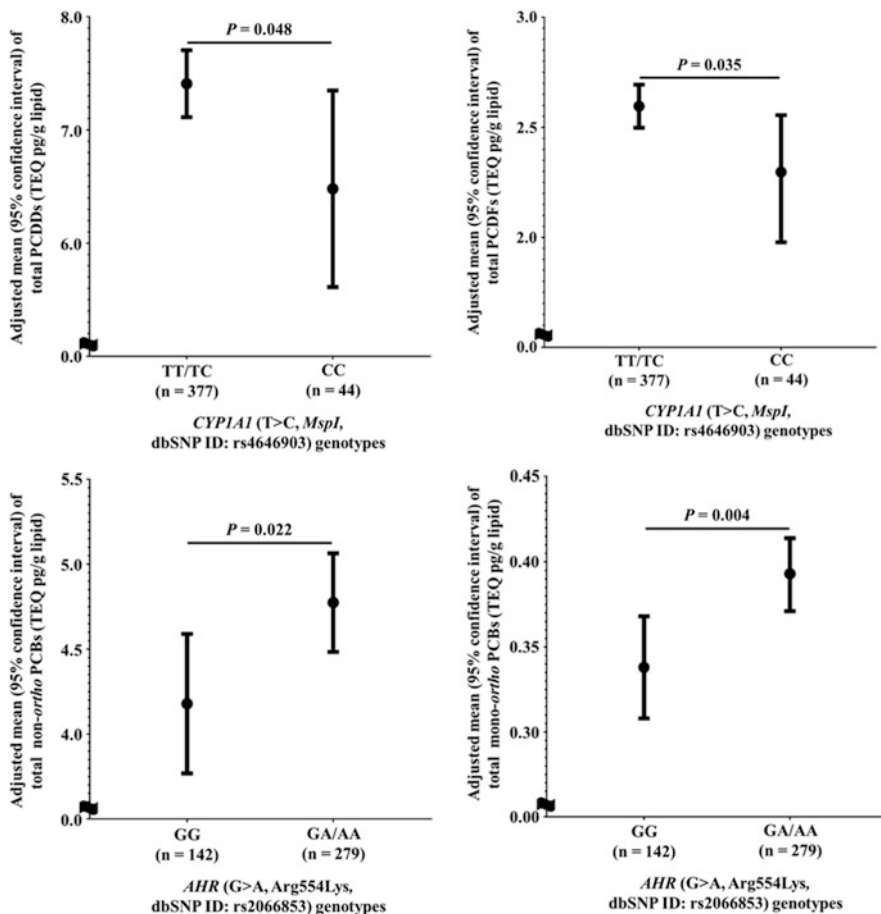 Adjusted mean (95% confidence interval) of
total PCDDs (TEQ pg/g lipid)
8.0
7.0
6.0
0.0
P = 0.048
TT/TC
(n = 377)
CC
(n = 44)
CYP1A1 (T>C, MspI,
dbSNP ID: rs4646903) genotypes
Adjusted mean (95% confidence interval) of
total PCDFs (TEQ pg/g lipid)
3.0
2.5
2.0
0.0
P = 0.035
TT/TC
(n = 377)
CC
(n = 44)
CYP1A1 (T>C, MspI,
dbSNP ID: rs4646903) genotypes
Adjusted mean (95% confidence interval) of
total non-ortho PCBs (TEQ pg/g lipid)
5.5
5.0
4.5
4.0
0.0
P = 0.022
GG
(n = 142)
GA/AA
(n = 279)
AHR (G>A, Arg554Lys,
dbSNP ID: rs2066853) genotypes
Adjusted mean (95% confidence interval) of
total mono-ortho PCBs (TEQ pg/g lipid)
0.45
0.40
0.35
0.30
0.00
P = 0.004
GG
(n = 142)
GA/AA
(n = 279)
AHR (G>A, Arg554Lys,
dbSNP ID: rs2066853) genotypes